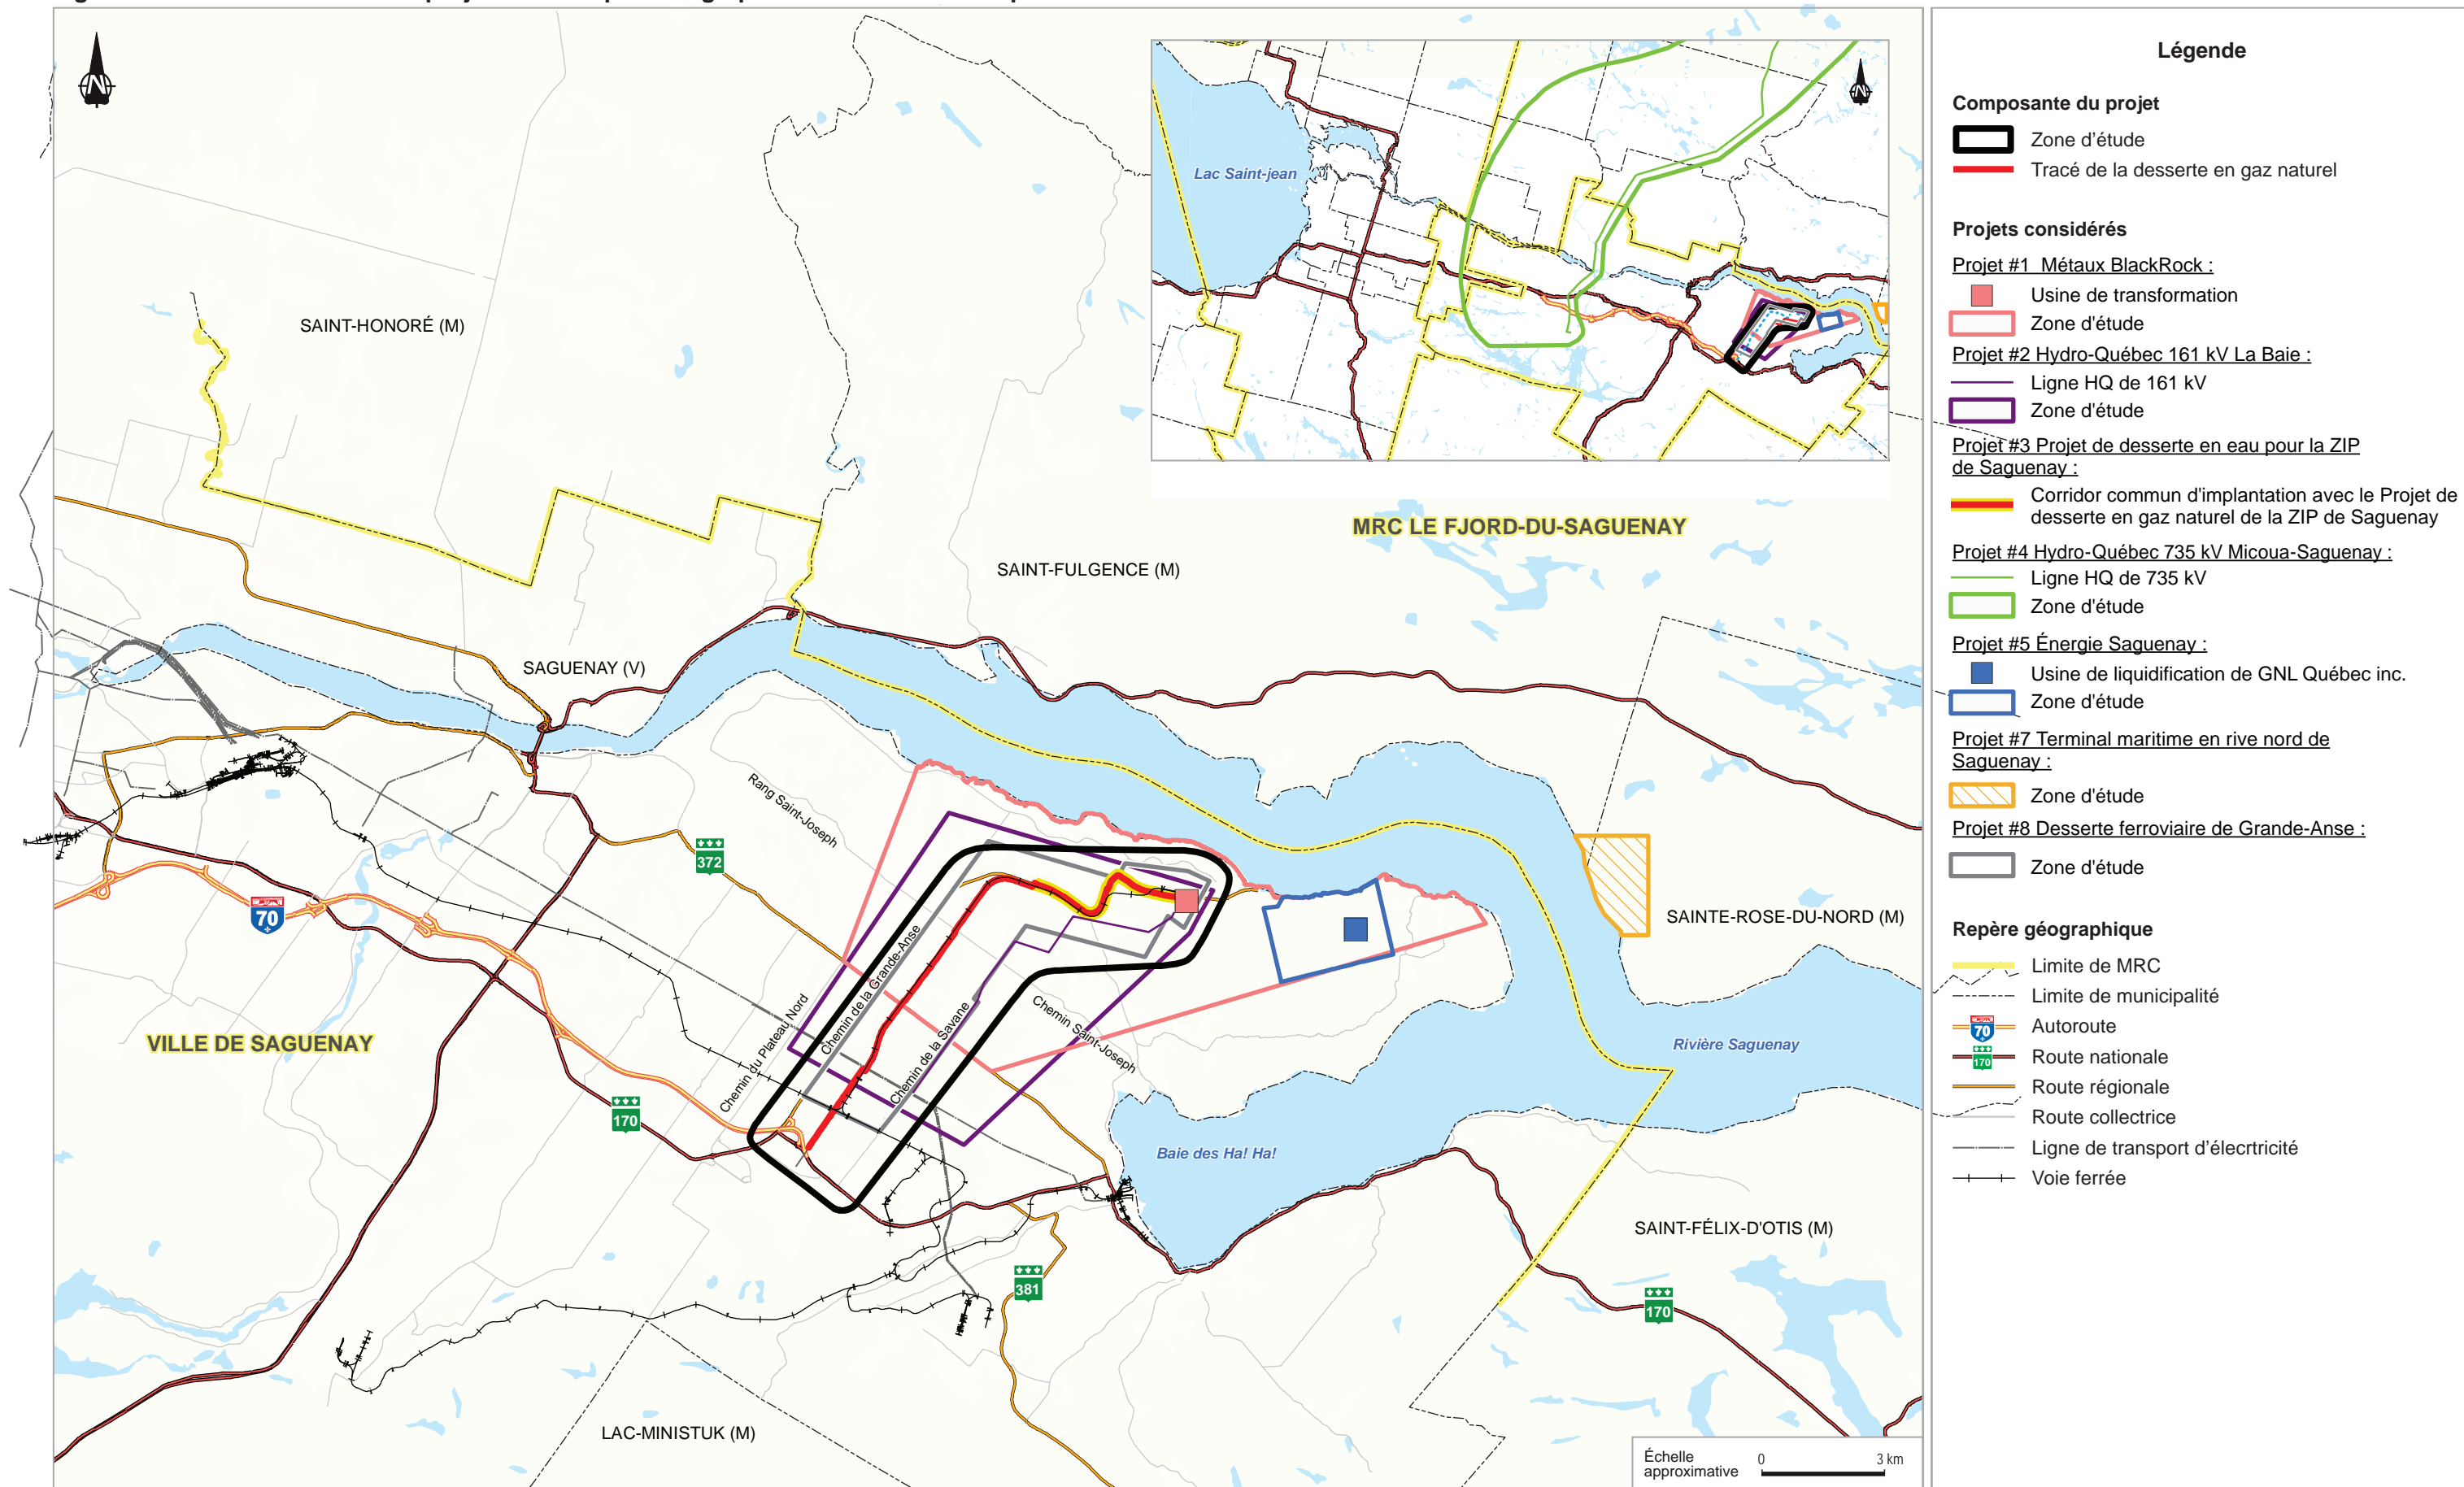 N
SAINT-HONORÉ (M)
Lac Saint-jean
N
MRC LE FJORD-DU-SAGUENAY
SAINT-FULGENCE (M)
SAGUENAY (V)
Rang Saint-Joseph
372
70
SAINTE-ROSE-DU-NORD (M)
Chemin de la Grande-Anse
Chemin du Plateau Nord
Chemin de la Savane
Chemin Saint-Joseph
VILLE DE SAGUENAY
Rivière Saguenay
170
Baie des Ha! Ha!
SAINT-FÉLIX-D'OTIS (M)
381
170
LAC-MINISTUK (M)
Échelle
approximative
0 3 km
Légende
Composante du projet
Zone d'étude
Tracé de la desserte en gaz naturel
Projets considérés
Projet #1 Métaux BlackRock :
Usine de transformation
Zone d'étude
Projet #2 Hydro-Québec 161 kV La Baie :
Ligne HQ de 161 kV
Zone d'étude
Projet #3 Projet de desserte en eau pour la ZIP
de Saguenay :
Corridor commun d'implantation avec le Projet de
desserte en gaz naturel de la ZIP de Saguenay
Projet #4 Hydro-Québec 735 kV Micoua-Saguenay :
Ligne HQ de 735 kV
Zone d'étude
Projet #5 Énergie Saguenay :
Usine de liquidification de GNL Québec inc.
Zone d'étude
Projet #7 Terminal maritime en rive nord de
Saguenay :
Zone d'étude
Projet #8 Desserte ferroviaire de Grande-Anse :
Zone d'étude
Repère géographique
Limite de MRC
Limite de municipalité
70
Autoroute
170
Route nationale
Route régionale
Route collectrice
Ligne de transport d'élecrtricité
Voie ferrée